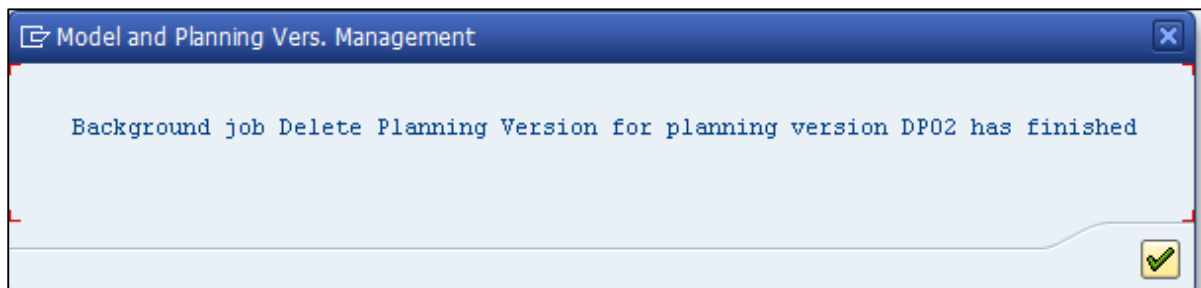 Model and Planning Vers. Management
Background job Delete Planning Version for planning version DP02 has finished